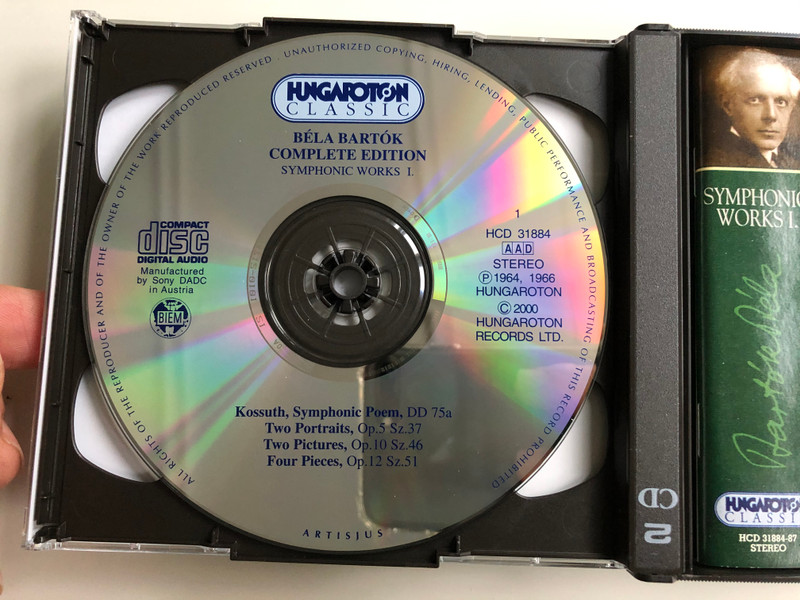 ALL RIGHTS OF THE REPRODUCER AND OF THE OWNER OF THE WORK REPRODUCED RESERVED · UNAUTHORIZED COPYING, HIRING, LENDING, PUBLIC PERFORMANCE AND BROADCASTING OF THIS RECORD PROHIBITED
HUNGAROTON
CLASSIC
BÉLA BARTÓK
COMPLETE EDITION
SYMPHONIC WORKS I.
COMPACT
disc
DIGITAL AUDIO
Manufactured
by Sony DADC
in Austria
BIEM
1
HCD 31884
AAD
STEREO
Ⓟ 1964, 1966
HUNGAROTON
© 2000
HUNGAROTON
RECORDS LTD.
Kossuth, Symphonic Poem, DD 75a
Two Portraits, Op.5 Sz.37
Two Pictures, Op.10 Sz.46
Four Pieces, Op.12 Sz.51
ARTISJUS
2 CD
SYMPHONIC
WORKS I.
Bartók Béla
HUNGAROTON
CLASSIC
HCD 31884-87
STEREO